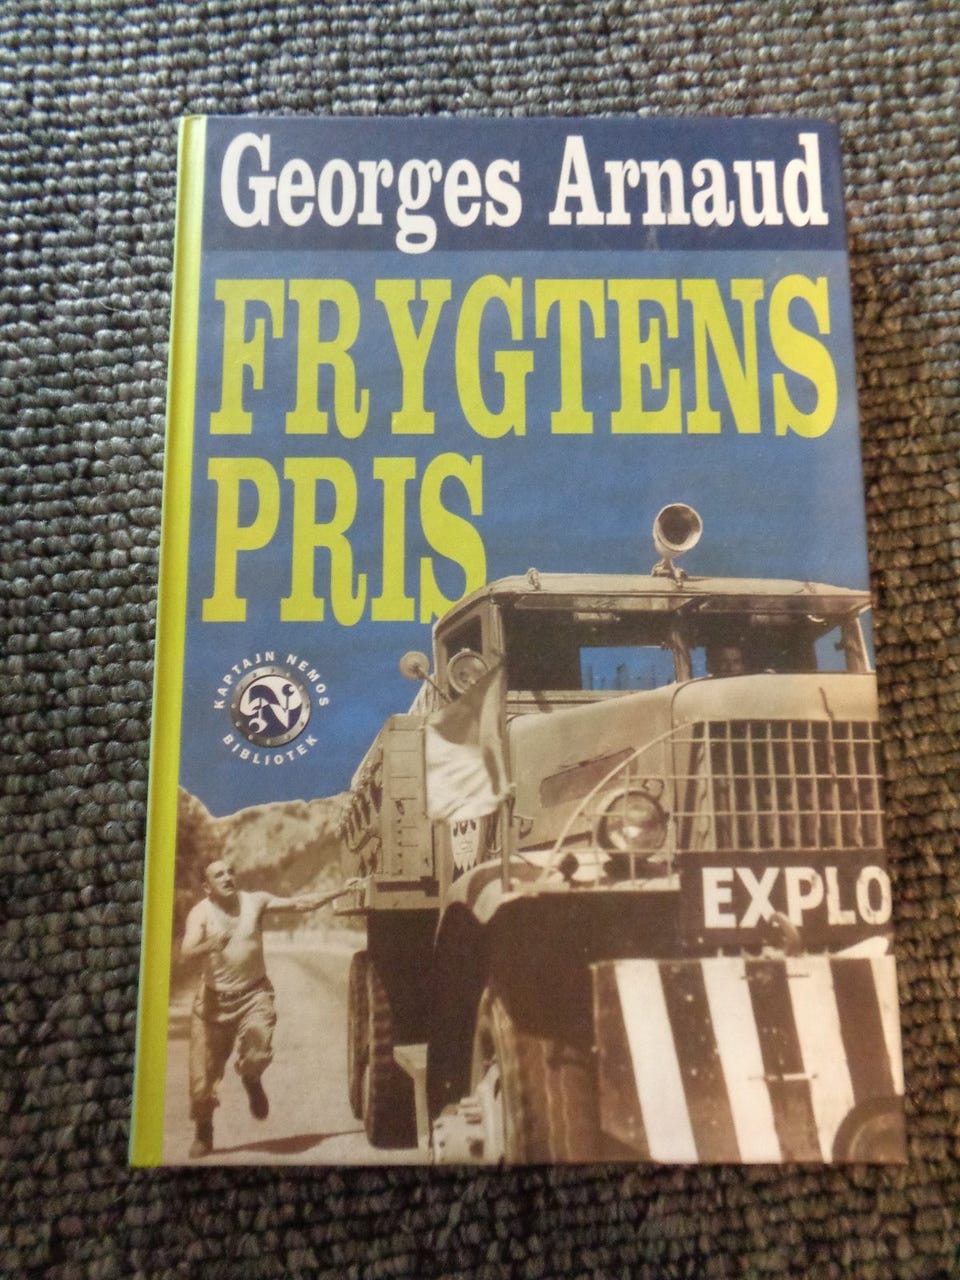 Georges Arnaud
FRYGTENS
PRIS
KAPTAJN NEMOS
BIBLIOTEK
N
EXPLO